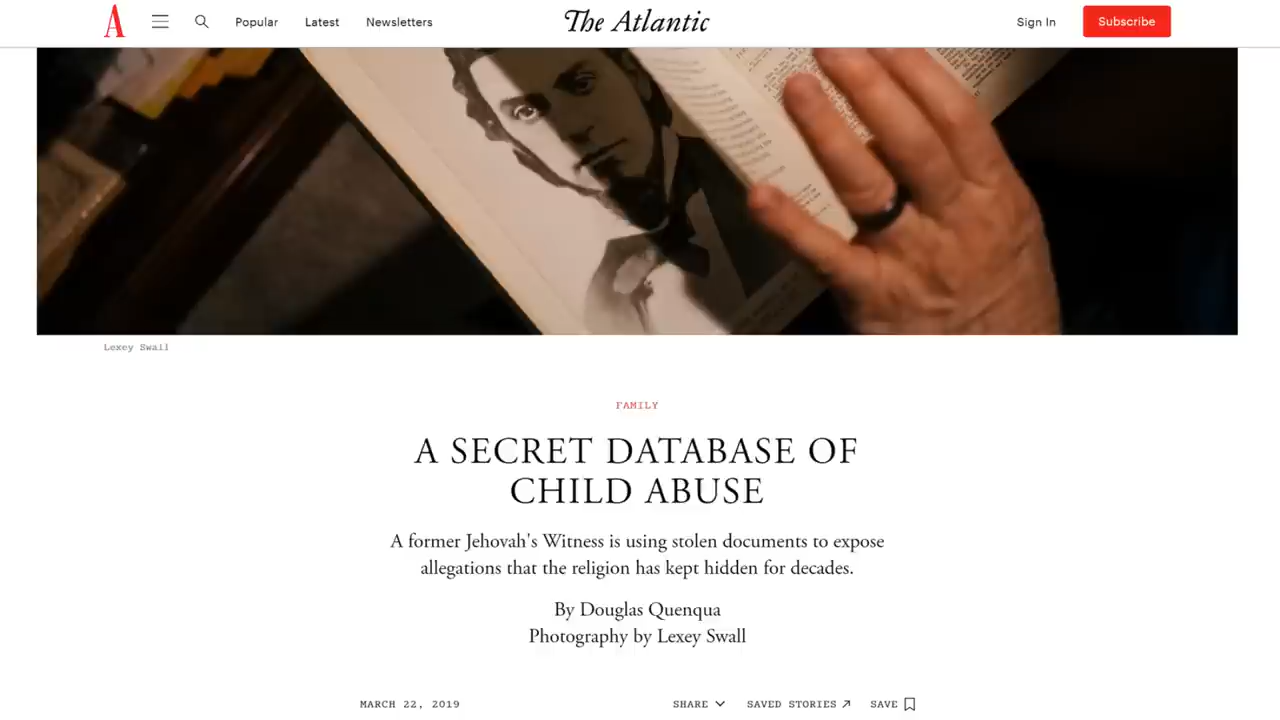 A
Popular
Latest
Newsletters
The Atlantic
Sign In
Subscribe
Lexey Swall
FAMILY
A SECRET DATABASE OF
CHILD ABUSE
A former Jehovah's Witness is using stolen documents to expose
allegations that the religion has kept hidden for decades.
By Douglas Quenqua
Photography by Lexey Swall
MARCH 22, 2019
SHARE
SAVED STORIES
SAVE